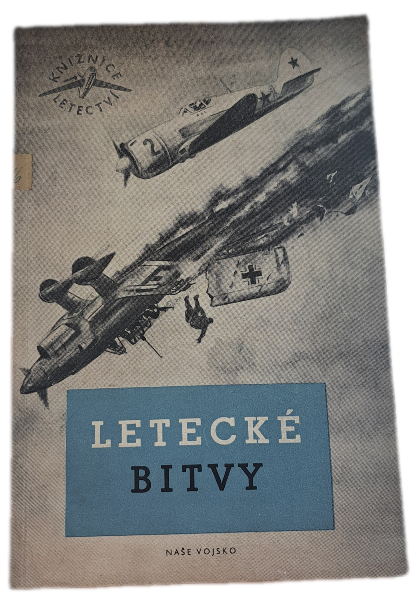 KNIŽNICE
LETECTVÍ
2
LETECKÉ
BITVY
NAŠE VOJSKO